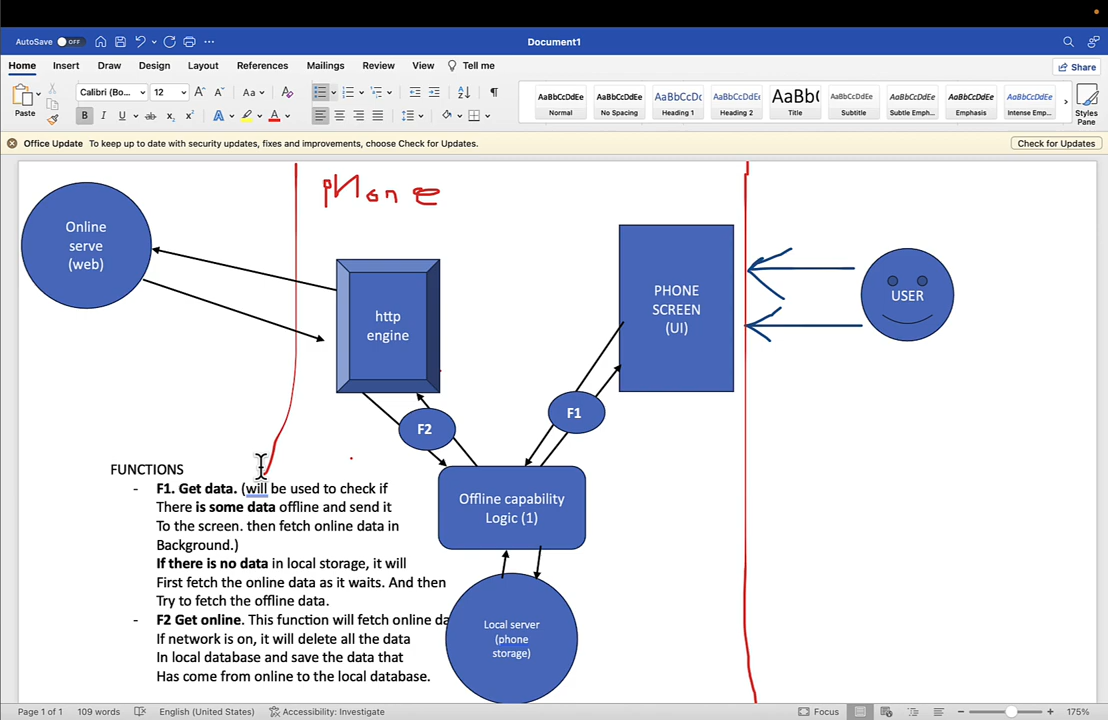 AutoSave OFF
Document1
Home Insert Draw Design Layout References Mailings Review View Tell me
Share
Paste
Calibri (Bo... 12
AaBbCcDdEe AaBbCcDdEe AaBbCcDc AaBbCcDdEe AaBb( AaBbCcDdEe AaBbCcDdEe AaBbCcDdEe AaBbCcDdEe
Normal No Spacing Heading 1 Heading 2 Title Subtitle Subtle Emph... Emphasis Intense Emp...
Styles
Pane
Office Update To keep up to date with security updates, fixes and improvements, choose Check for Updates.
Check for Updates
phone
Online
serve
(web)
http
engine
PHONE
SCREEN
(UI)
USER
F2
F1
Offline capability
Logic (1)
Local server
(phone
storage)
FUNCTIONS
- F1. Get data. (will be used to check if
There is some data offline and send it
To the screen. then fetch online data in
Background.)
If there is no data in local storage, it will
First fetch the online data as it waits. And then
Try to fetch the offline data.
- F2 Get online. This function will fetch online da
If network is on, it will delete all the data
In local database and save the data that
Has come from online to the local database.
Page 1 of 1 109 words English (United States) Accessibility: Investigate
Focus
175%